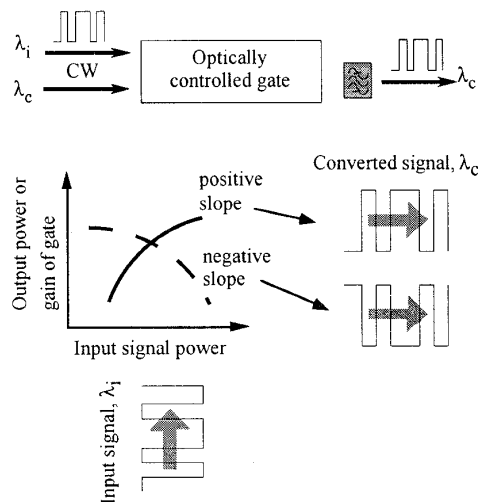 λi
CW
λc
Optically
controlled gate
λc
Converted signal, λc
positive
slope
negative
slope
Output power or
gain of gate
Input signal power
Input signal, λi